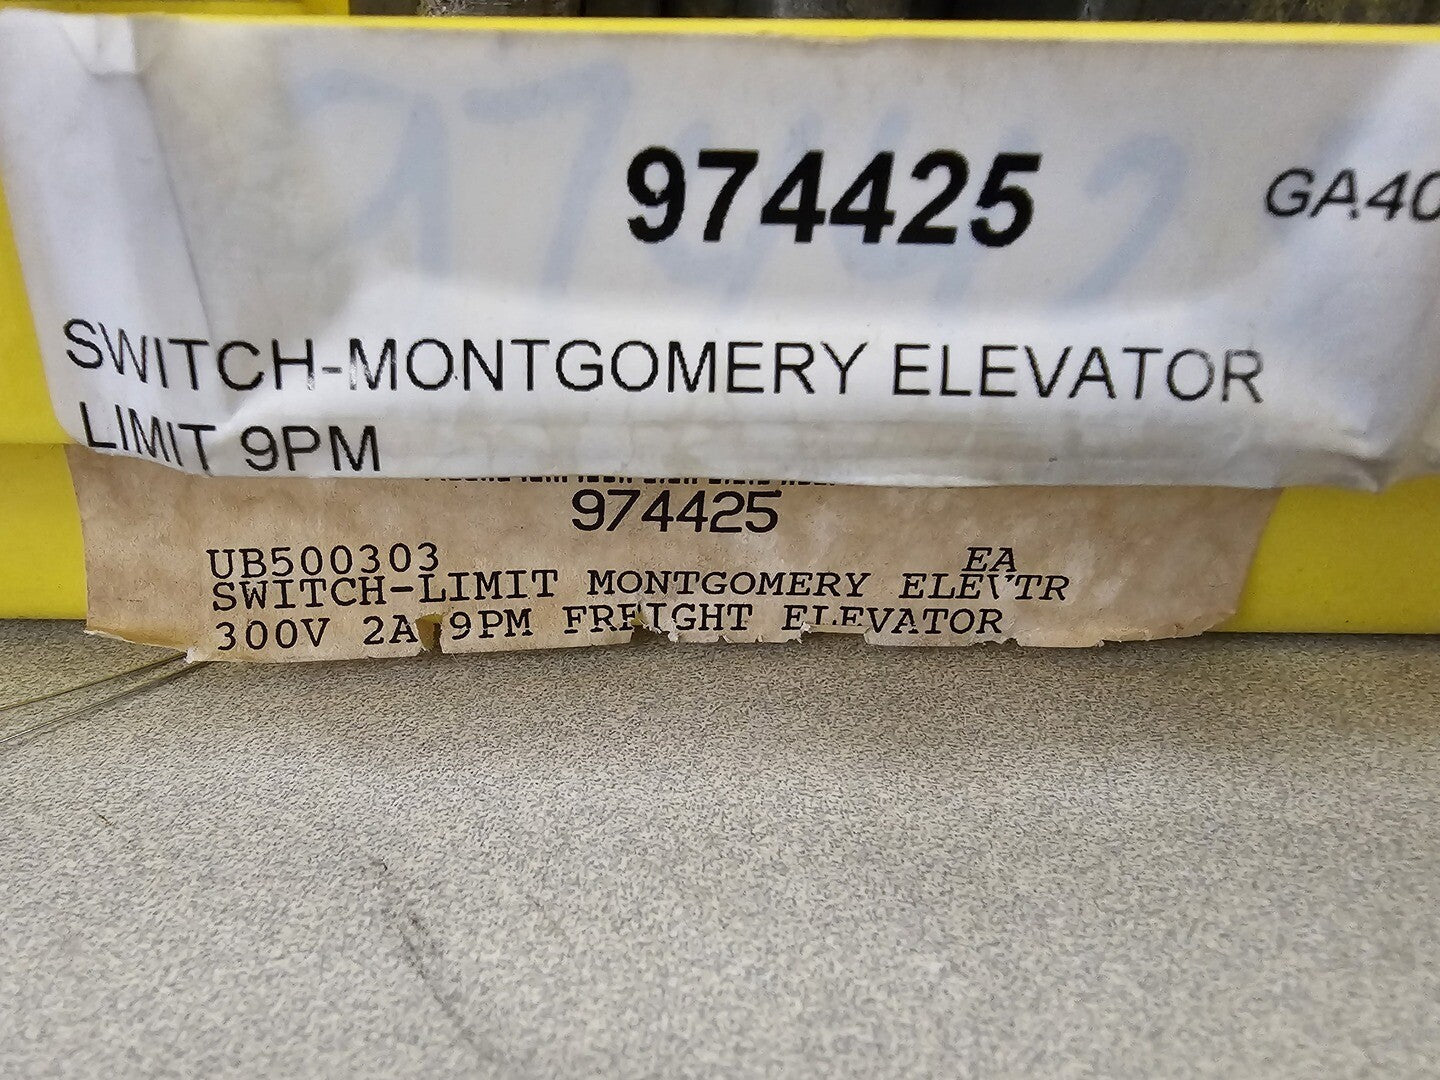 974425 GA40
SWITCH-MONTGOMERY ELEVATOR
LIMIT 9PM
974425
UB500303 EA
SWITCH-LIMIT MONTGOMERY ELEVTR
300V 2A 9PM FREIGHT ELEVATOR